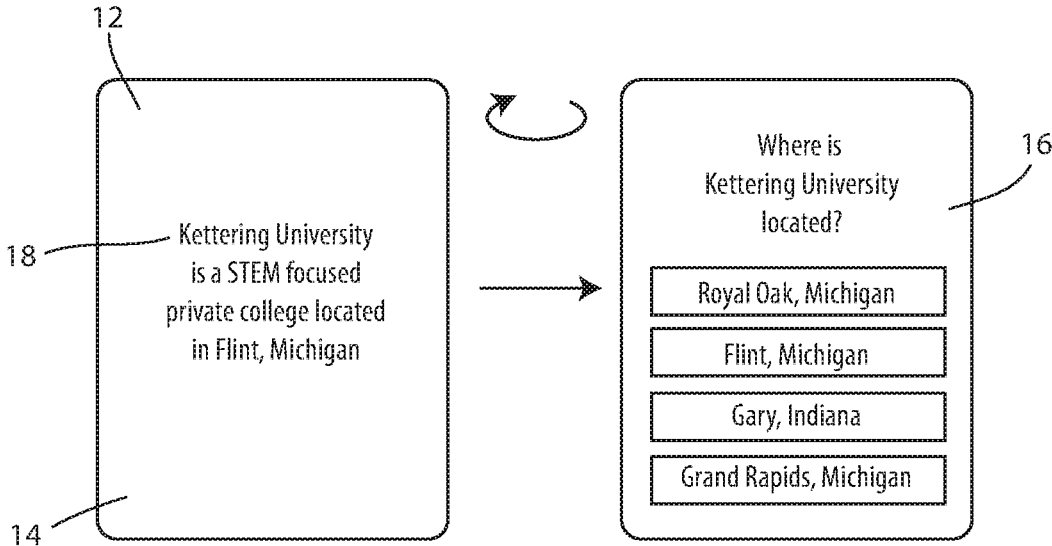 12
18
Kettering University
is a STEM focused
private college located
in Flint, Michigan
14
Where is
Kettering University
located?
16
Royal Oak, Michigan
Flint, Michigan
Gary, Indiana
Grand Rapids, Michigan